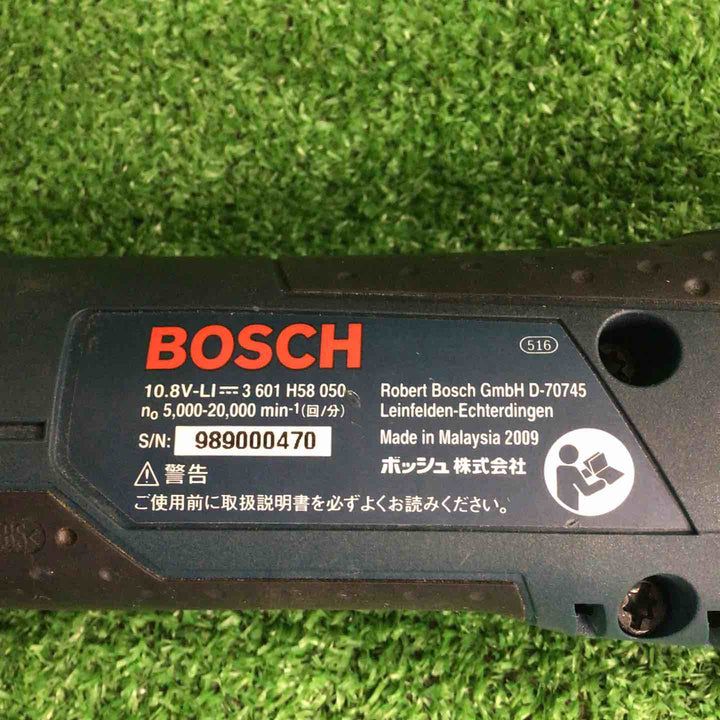 BOSCH
516
10.8V-LI⎓ 3 601 H58 050
n₀ 5,000-20,000 min⁻¹(回/分)
S/N: 989000470
Robert Bosch GmbH D-70745
Leinfelden-Echterdingen
Made in Malaysia 2009
ボッシュ株式会社
⚠警告
ご使用前に取扱説明書を必ずよくお読みください。